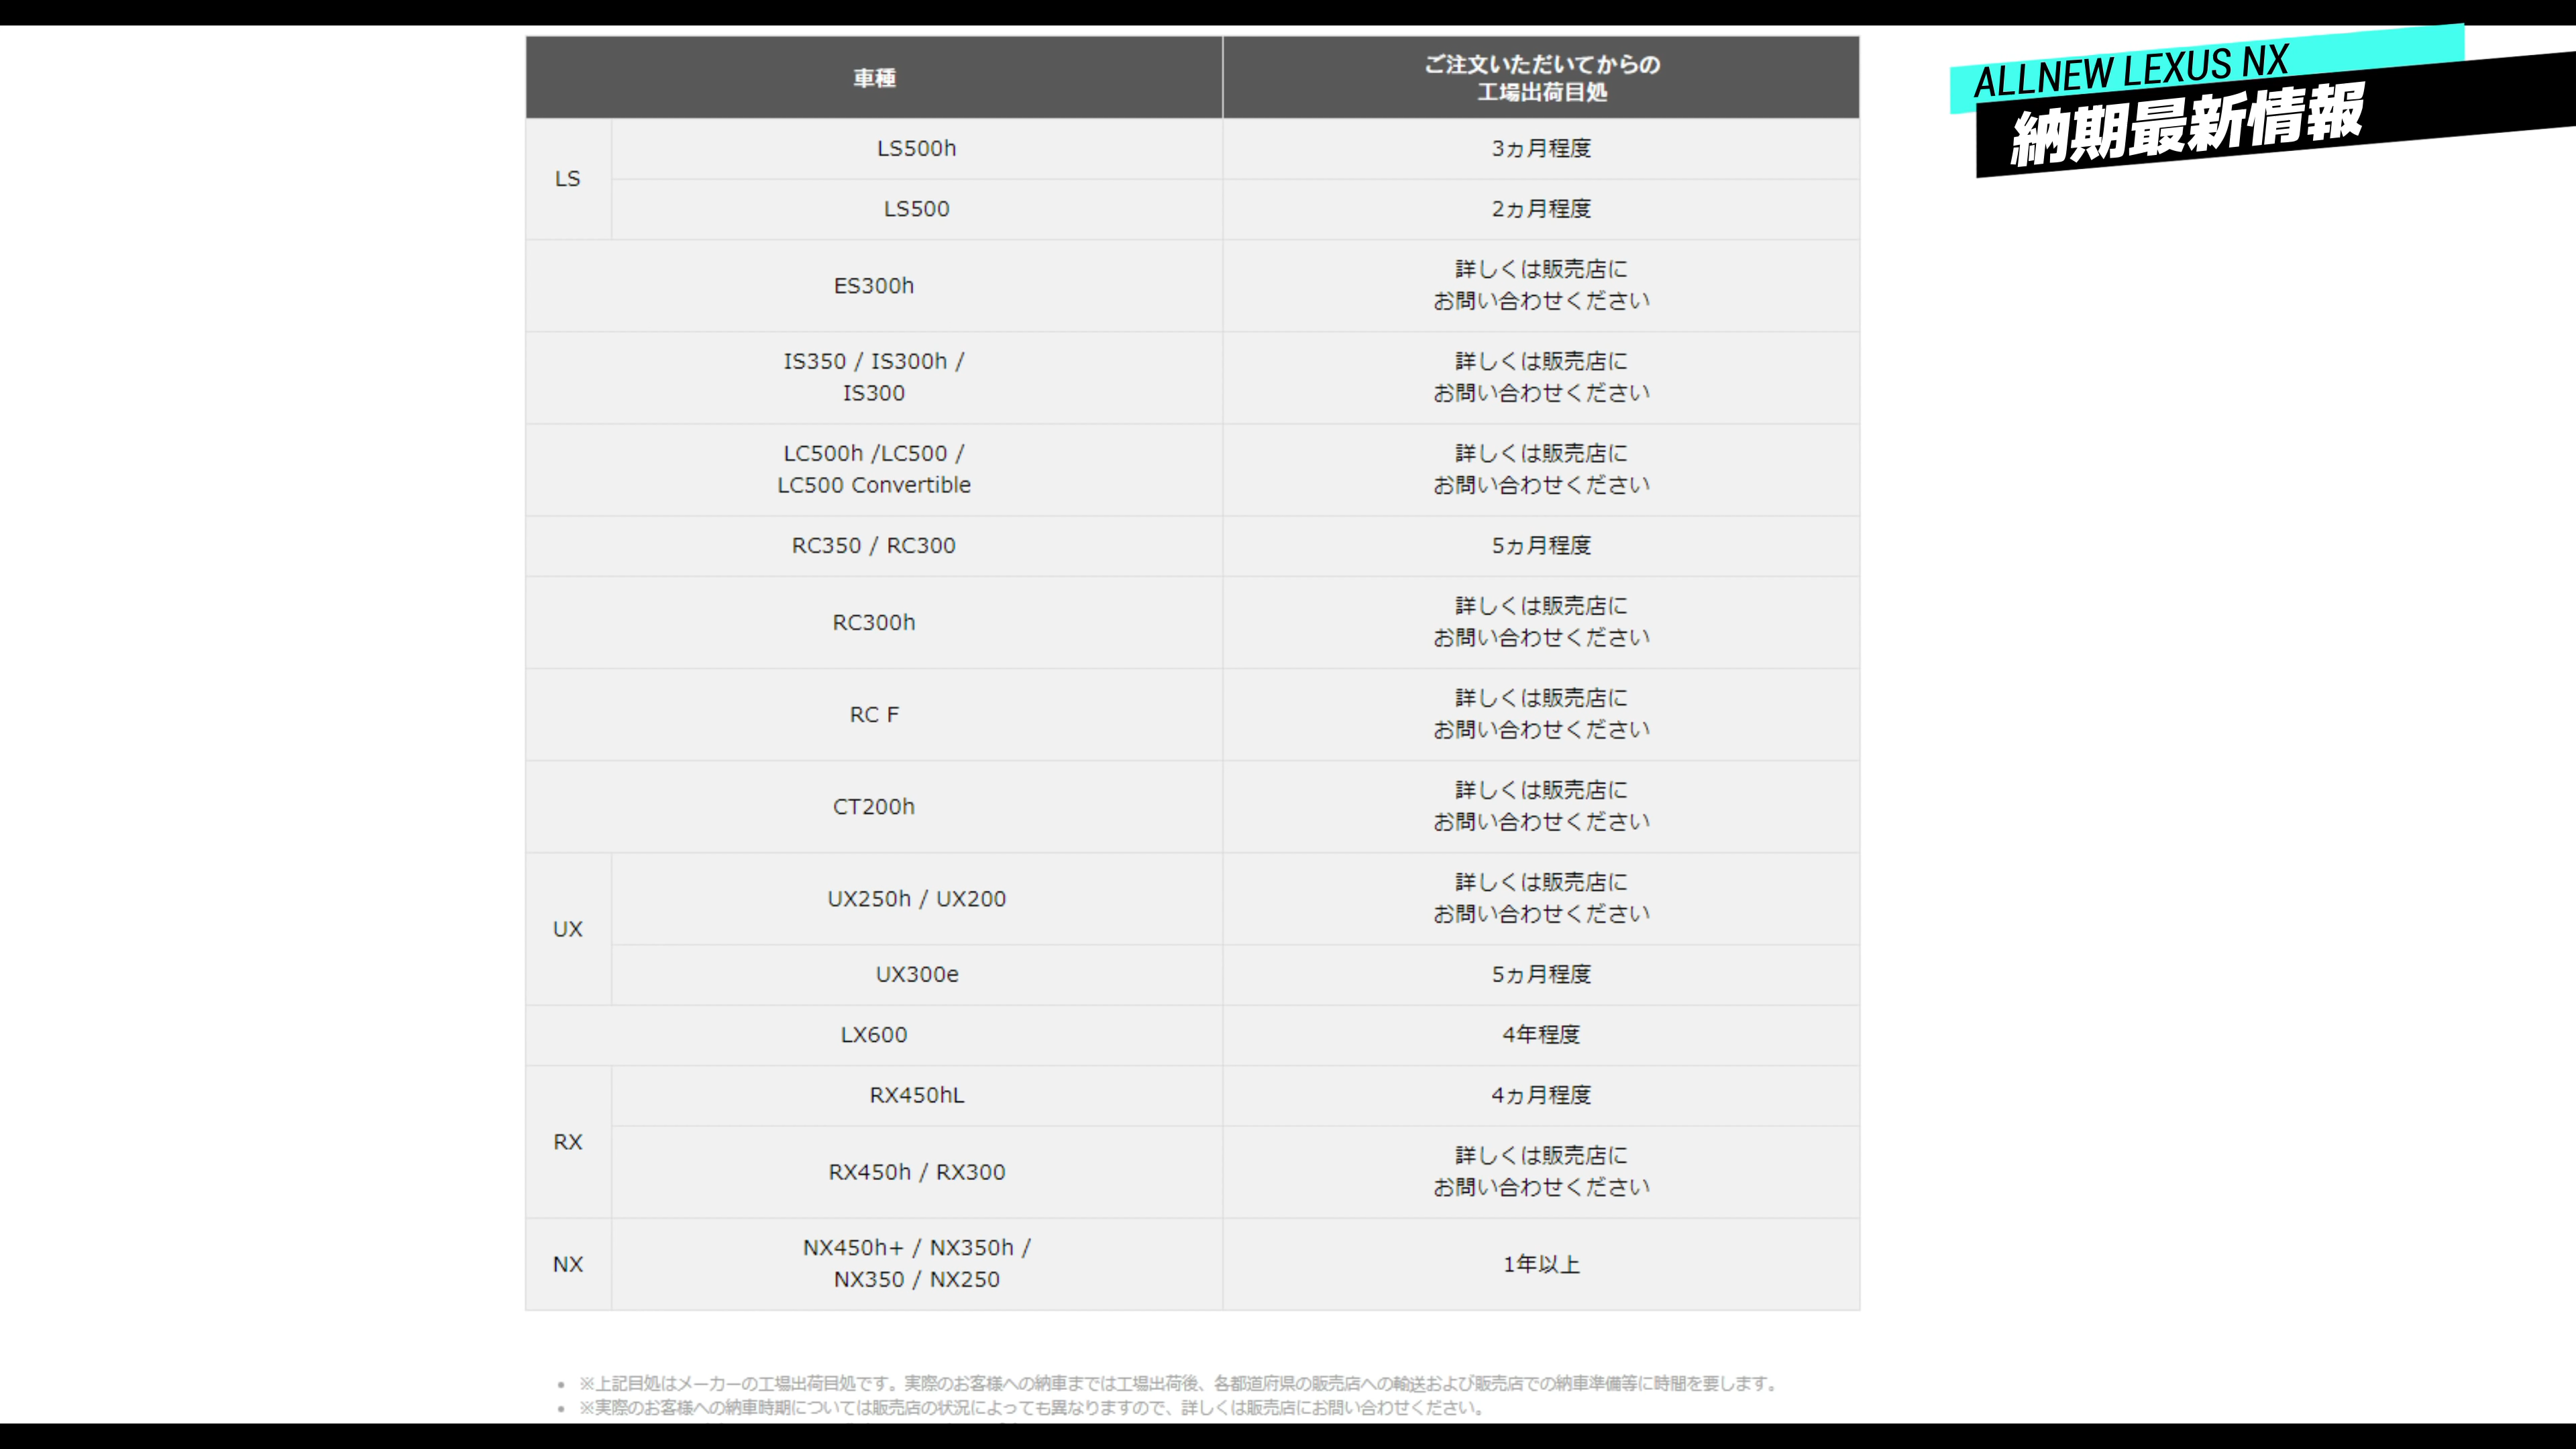 車種
ご注文いただいてからの
工場出荷目処
ALLNEW LEXUS NX
納期最新情報
LS
LS500h
3ヵ月程度
LS500
2ヵ月程度
ES300h
詳しくは販売店に
お問い合わせください
IS350 / IS300h /
IS300
詳しくは販売店に
お問い合わせください
LC500h /LC500 /
LC500 Convertible
詳しくは販売店に
お問い合わせください
RC350 / RC300
5ヵ月程度
RC300h
詳しくは販売店に
お問い合わせください
RC F
詳しくは販売店に
お問い合わせください
CT200h
詳しくは販売店に
お問い合わせください
UX
UX250h / UX200
詳しくは販売店に
お問い合わせください
UX300e
5ヵ月程度
LX600
4年程度
RX
RX450hL
4ヵ月程度
RX450h / RX300
詳しくは販売店に
お問い合わせください
NX
NX450h+ / NX350h /
NX350 / NX250
1年以上
• ※上記目処はメーカーの工場出荷目処です。実際のお客様への納車までは工場出荷後、各都道府県の販売店への輸送および販売店での納車準備等に時間を要します。
• ※実際のお客様への納車時期については販売店の状況によっても異なりますので、詳しくは販売店にお問い合わせください。